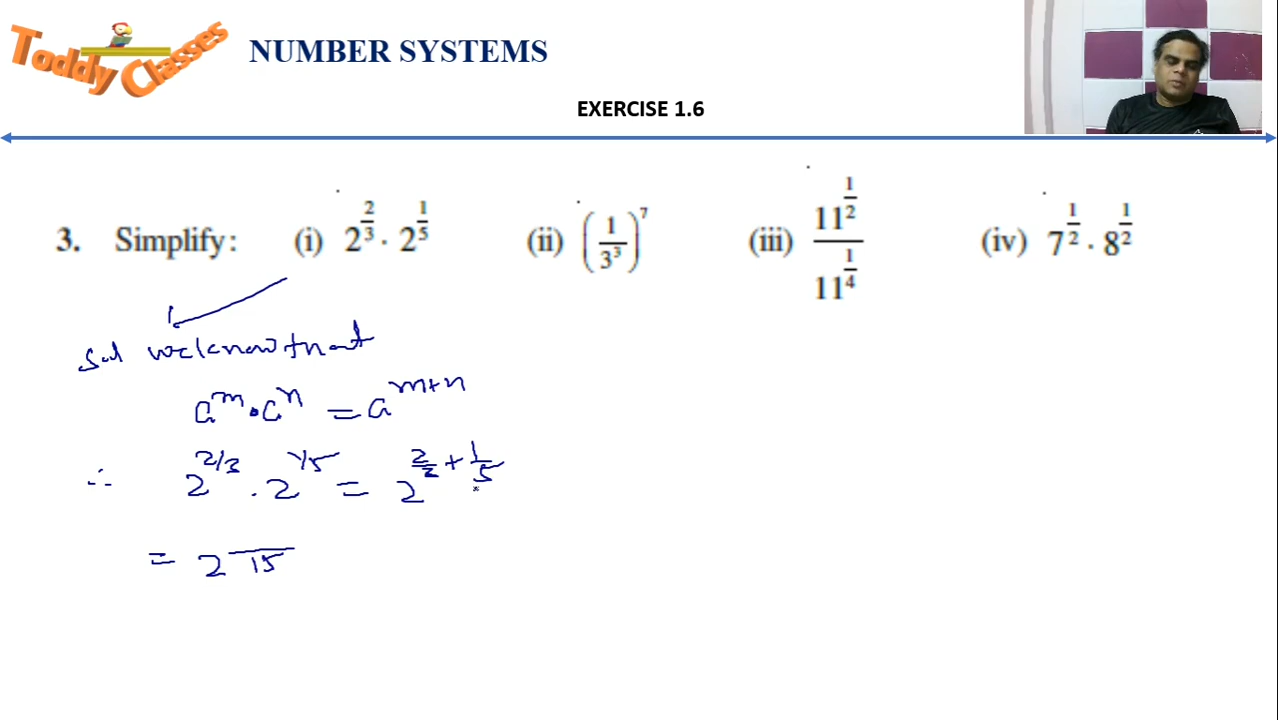 Toddy Classes
NUMBER SYSTEMS
EXERCISE 1.6
3. Simplify: (i) 2^(2/3) . 2^(1/5) (ii) (1/3^3)^7 (iii) 11^(1/2) / 11^(1/4) (iv) 7^(1/2) . 8^(1/2)
Sol we know that
a^m . a^n = a^(m+n)
∴ 2^(2/3) . 2^(1/5) = 2^(2/3 + 1/5)
= 2^( /15)